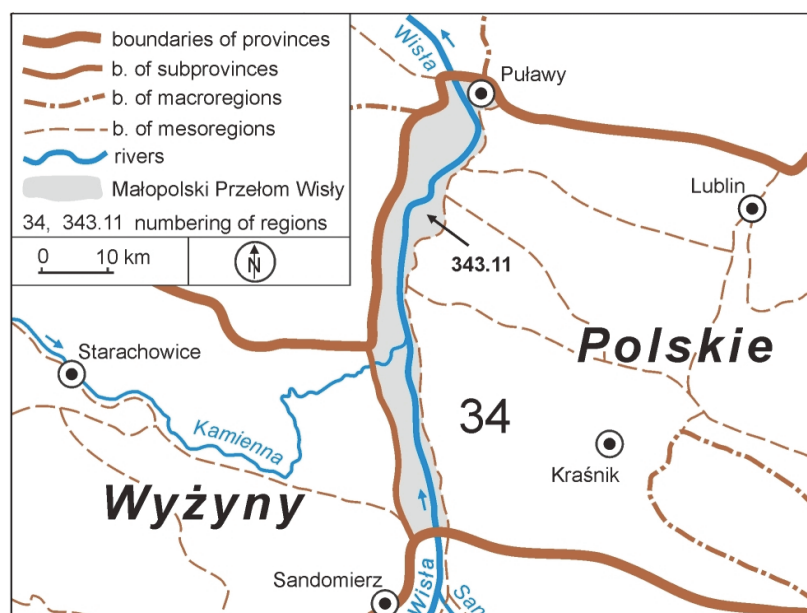 boundaries of provinces
b. of subprovinces
b. of macroregions
b. of mesoregions
rivers
Małopolski Przełom Wisły
34, 343.11 numbering of regions
0 10 km
N
Wisła
Puławy
Lublin
343.11
Polskie
Starachowice
34
Kamienna
Kraśnik
Wyżyny
Sandomierz
Wisła
San